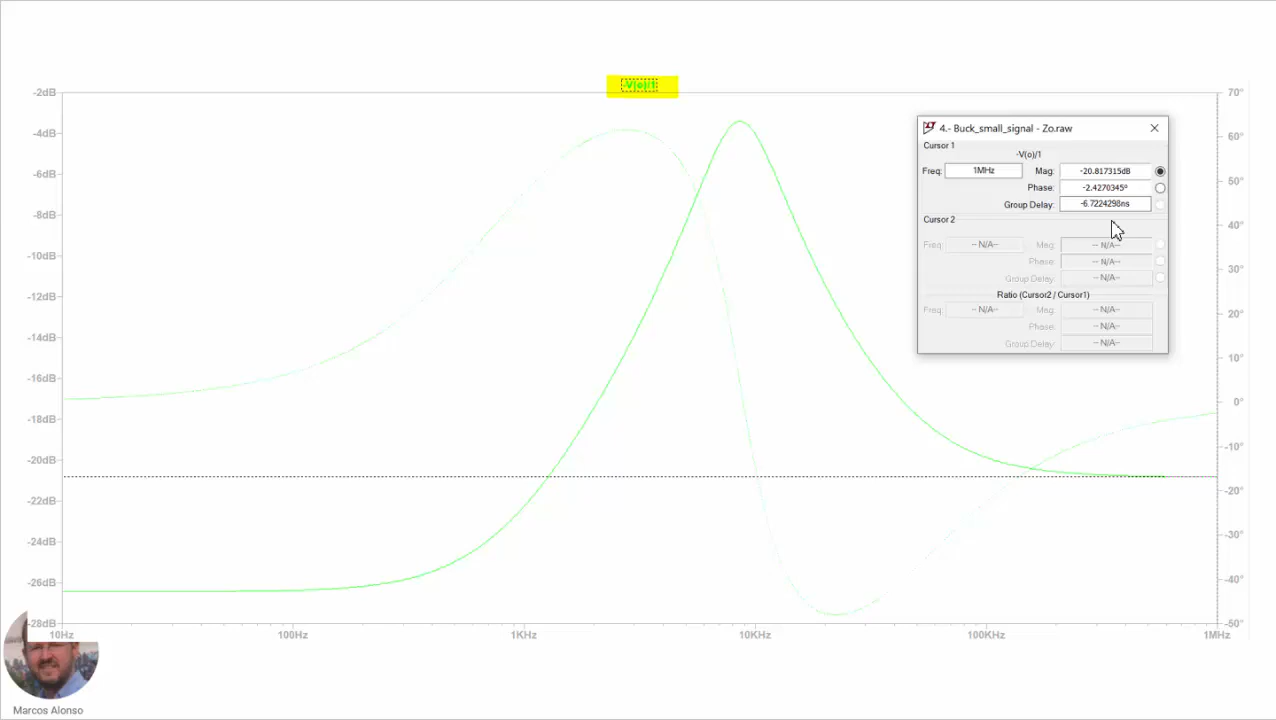 -V(o)/1
-2dB
-4dB
-6dB
-8dB
-10dB
-12dB
-14dB
-16dB
-18dB
-20dB
-22dB
-24dB
-26dB
-28dB
70°
60°
50°
40°
30°
20°
10°
0°
-10°
-20°
-30°
-40°
-50°
10Hz
100Hz
1KHz
10KHz
100KHz
1MHz
4.- Buck_small_signal - Zo.raw
Cursor 1
-V(o)/1
Freq: 1MHz Mag: -20.817315dB
Phase: -2.4270345°
Group Delay: -6.7224298ns
Cursor 2
Freq: -- N/A-- Mag: -- N/A--
Phase: -- N/A--
Group Delay: -- N/A--
Ratio (Cursor2 / Cursor1)
Freq: -- N/A-- Mag: -- N/A--
Phase: -- N/A--
Group Delay: -- N/A--
Marcos Alonso